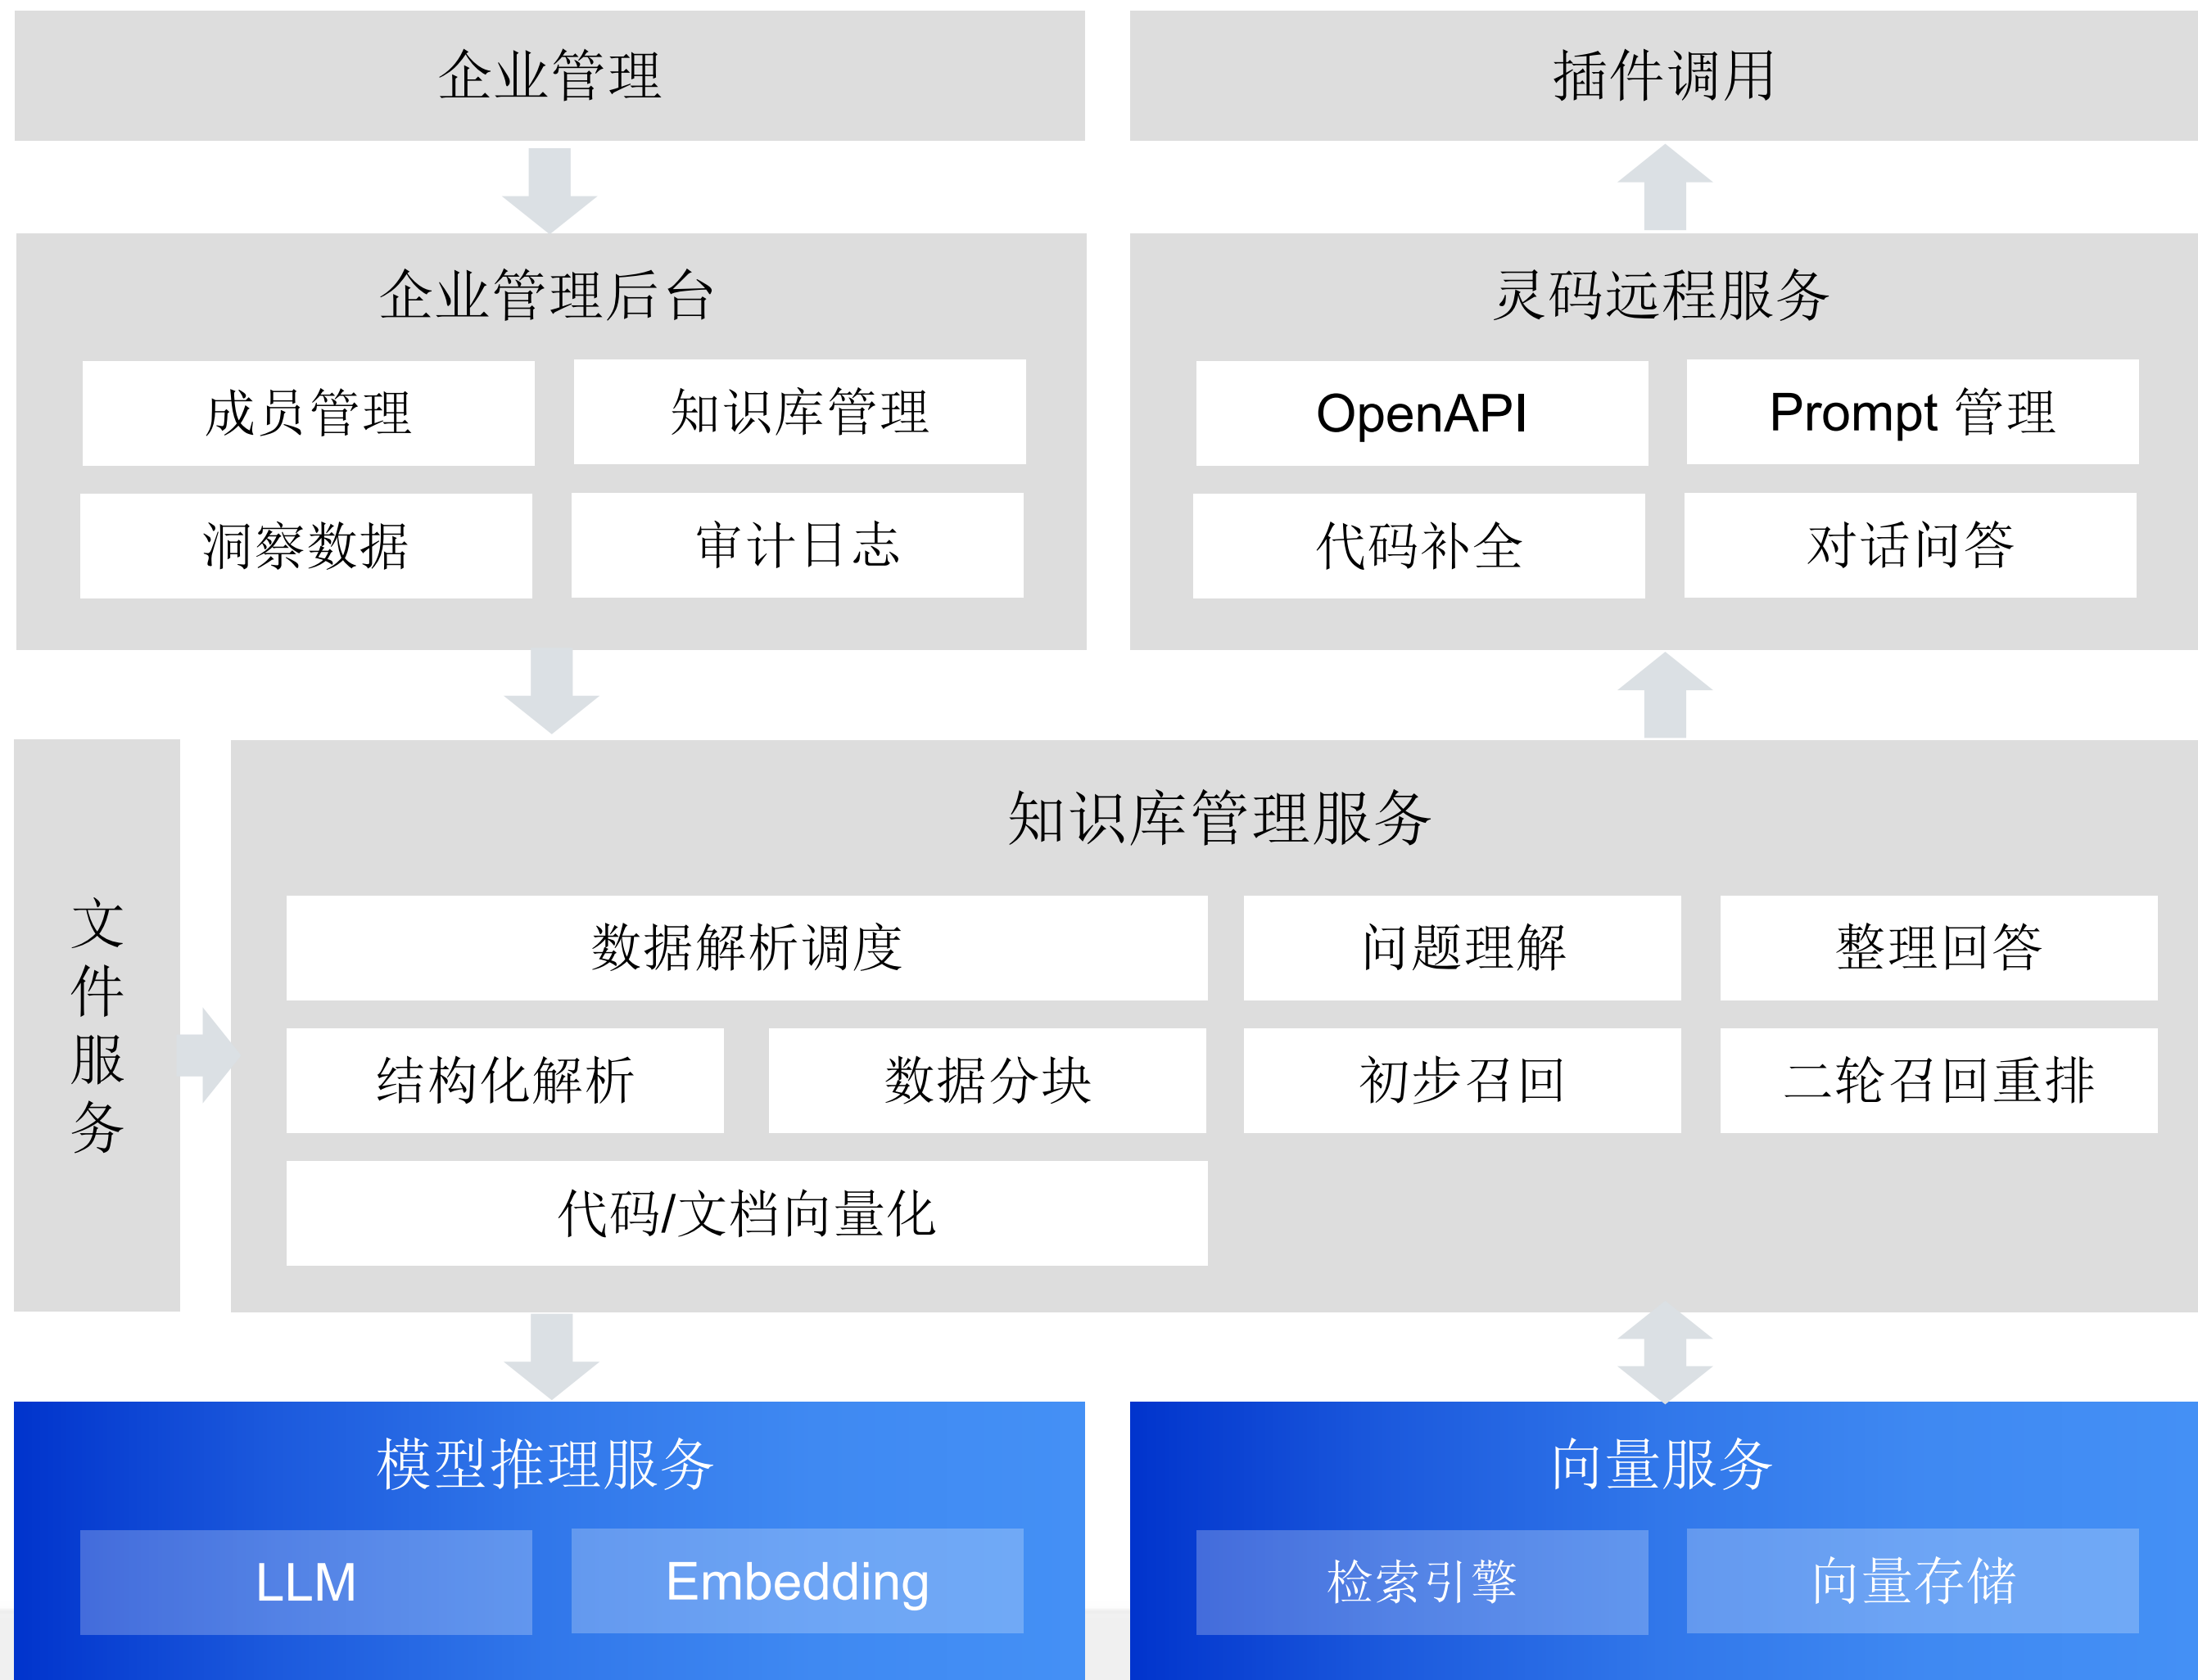 企业管理
插件调用
企业管理后台
成员管理
知识库管理
洞察数据
审计日志
灵码远程服务
OpenAPI
Prompt 管理
代码补全
对话问答
文件服务
知识库管理服务
数据解析调度
问题理解
整理回答
结构化解析
数据分块
初步召回
二轮召回重排
代码/文档向量化
模型推理服务
LLM
Embedding
向量服务
检索引擎
向量存储